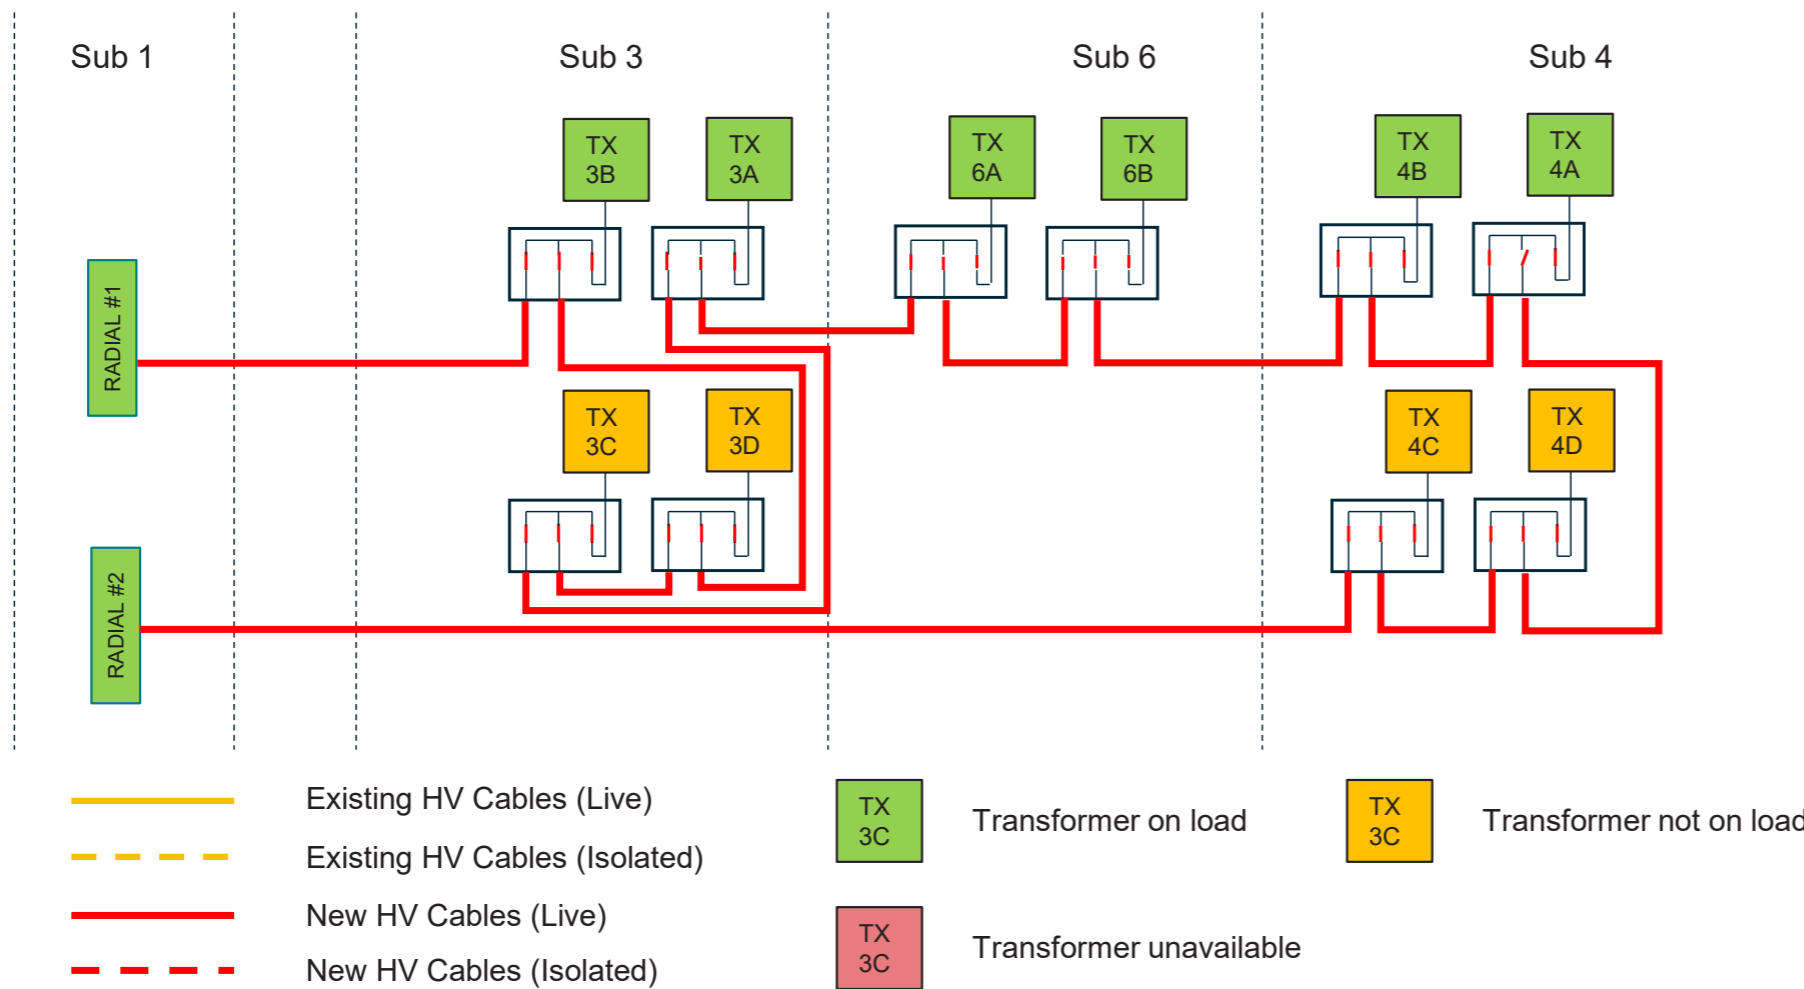 Sub 1
Sub 3
Sub 6
Sub 4
TX
3B
TX
3A
TX
6A
TX
6B
TX
4B
TX
4A
RADIAL #1
TX
3C
TX
3D
TX
4C
TX
4D
RADIAL #2
Existing HV Cables (Live)
Existing HV Cables (Isolated)
New HV Cables (Live)
New HV Cables (Isolated)
TX
3C
Transformer on load
TX
3C
Transformer not on load
TX
3C
Transformer unavailable